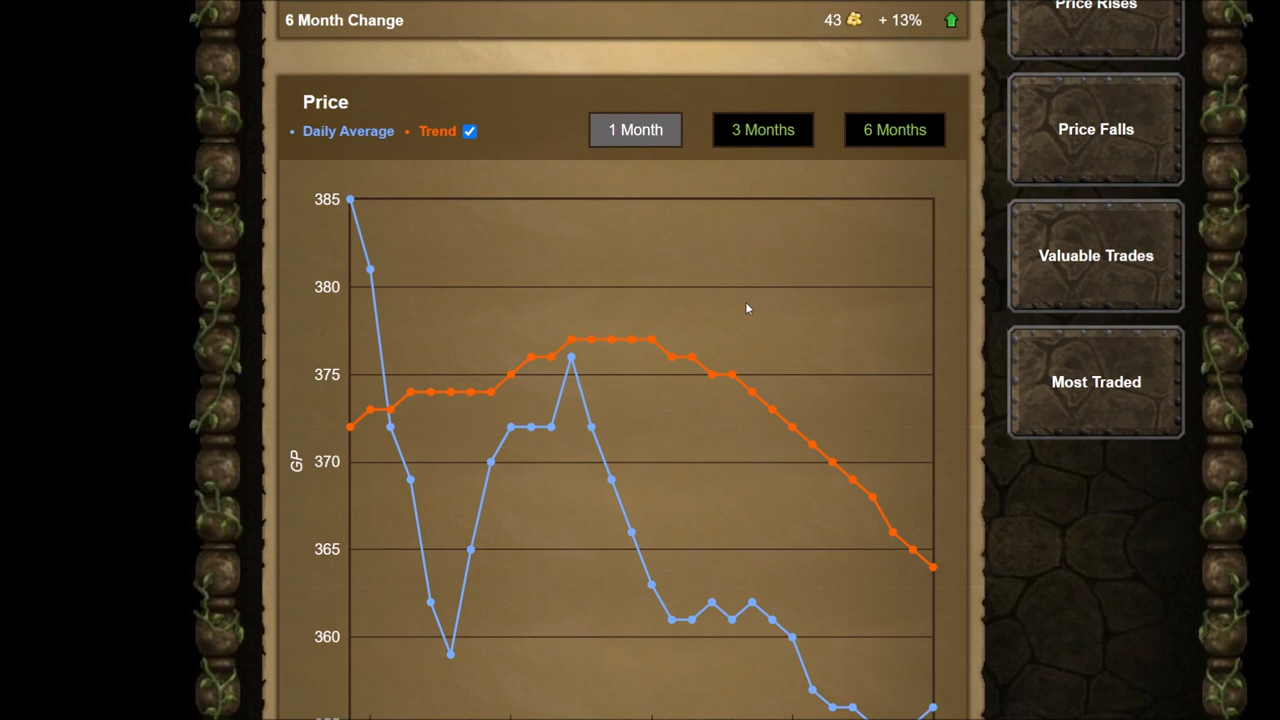 6 Month Change 43 + 13%
Price Rises
Price
• Daily Average • Trend
1 Month 3 Months 6 Months
Price Falls
385
Valuable Trades
380
375
Most Traded
GP
370
365
360